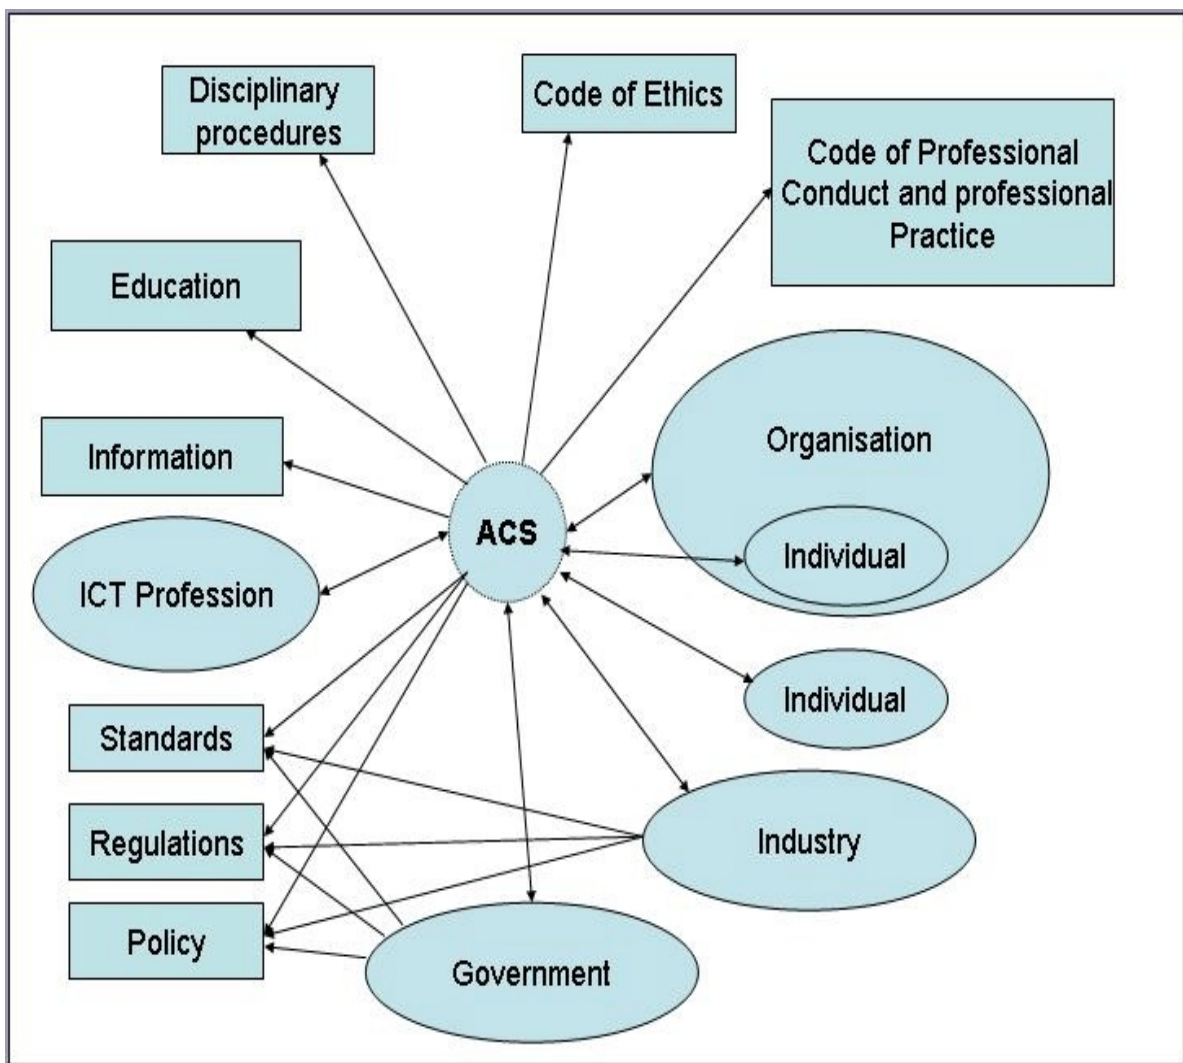 Disciplinary
procedures
Code of Ethics
Code of Professional
Conduct and professional
Practice
Education
Organisation
Information
ACS
Individual
ICT Profession
Individual
Standards
Industry
Regulations
Policy
Government